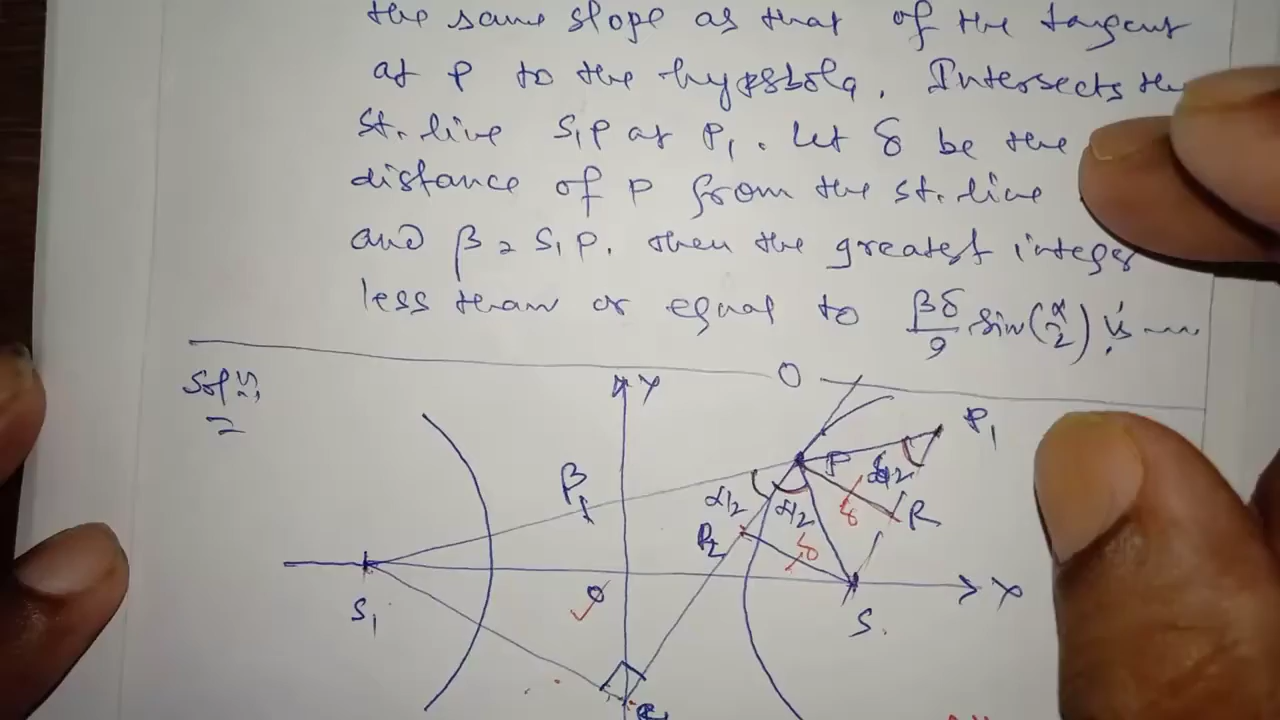 the same slope as that of the tangent
at P to the hyperbola. Intersects the
St. line S₁P at P₁. Let δ be the
distance of P from the st. line
and β = S₁P. then the greatest integer
less than or equal to βδ/9 sin(α/2) is
Soln:
Y
O
P₁
P
β
α/2
α/2
α/2
δ
R
P₂
δ
O
X
S₁
S.